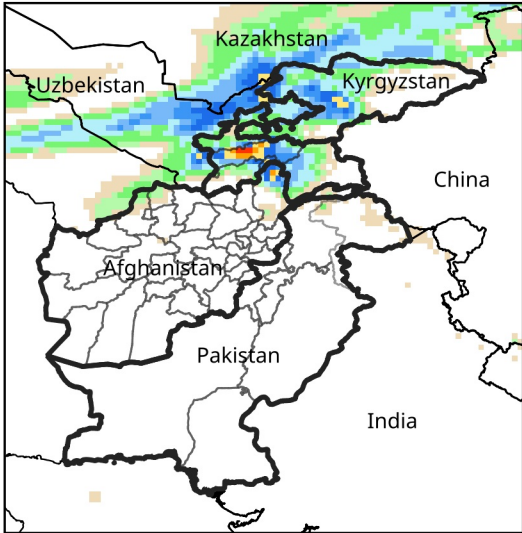 Kazakhstan
Uzbekistan
Kyrgyzstan
China
Afghanistan
Pakistan
India